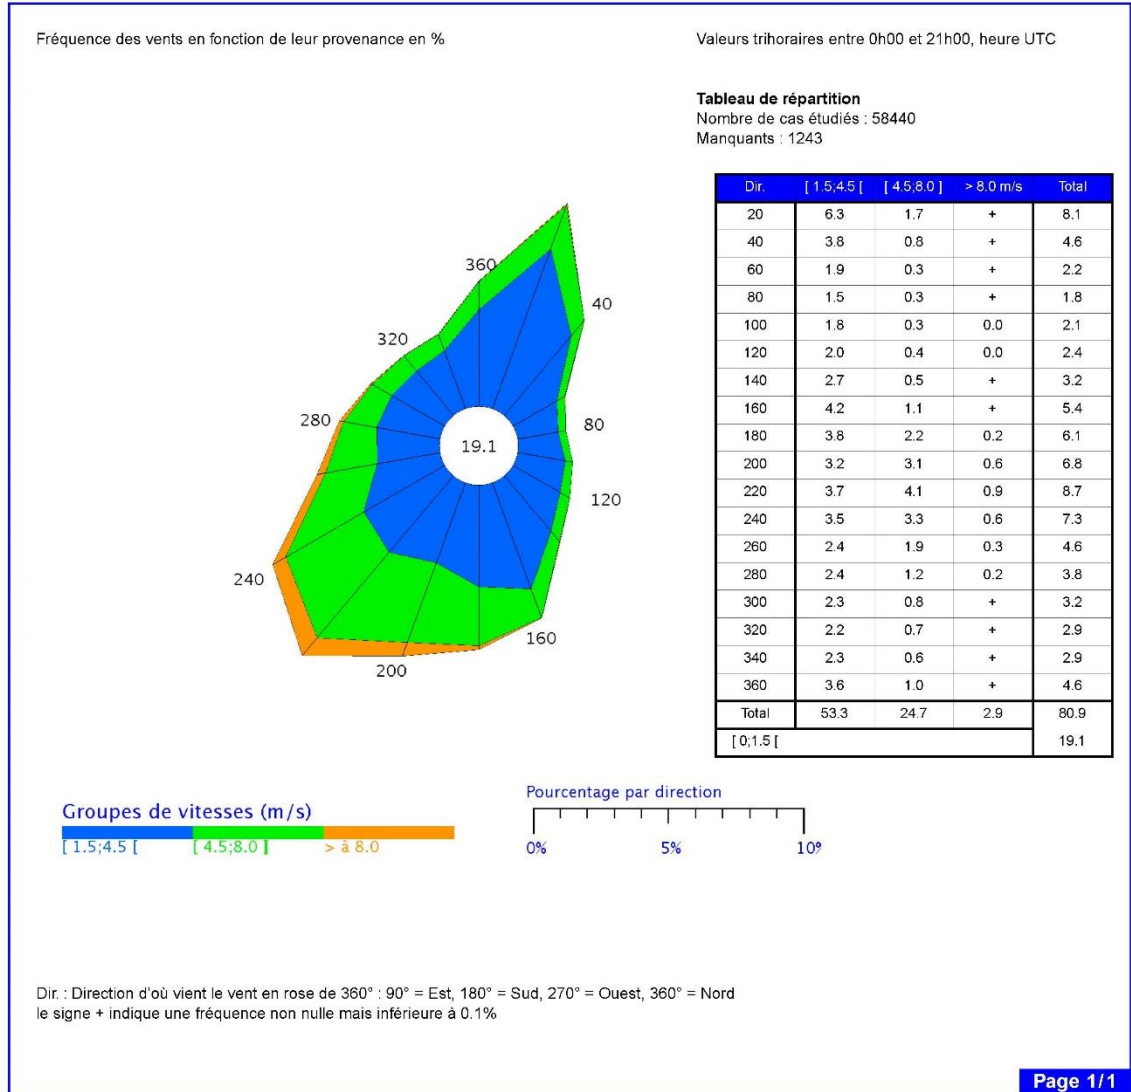 Fréquence des vents en fonction de leur provenance en %
Valeurs trihoraires entre 0h00 et 21h00, heure UTC
Tableau de répartition
Nombre de cas étudiés : 58440
Manquants : 1243
Dir. [ 1.5;4.5 [ [ 4.5;8.0 ] > 8.0 m/s Total
20 6.3 1.7 + 8.1
40 3.8 0.8 + 4.6
60 1.9 0.3 + 2.2
80 1.5 0.3 + 1.8
100 1.8 0.3 0.0 2.1
120 2.0 0.4 0.0 2.4
140 2.7 0.5 + 3.2
160 4.2 1.1 + 5.4
180 3.8 2.2 0.2 6.1
200 3.2 3.1 0.6 6.8
220 3.7 4.1 0.9 8.7
240 3.5 3.3 0.6 7.3
260 2.4 1.9 0.3 4.6
280 2.4 1.2 0.2 3.8
300 2.3 0.8 + 3.2
320 2.2 0.7 + 2.9
340 2.3 0.6 + 2.9
360 3.6 1.0 + 4.6
Total 53.3 24.7 2.9 80.9
[ 0;1.5 [ 19.1
360
40
320
280
80
19.1
120
240
160
200
Groupes de vitesses (m/s)
[ 1.5;4.5 [ [ 4.5;8.0 ] > à 8.0
Pourcentage par direction
0% 5% 10%
Dir. : Direction d'où vient le vent en rose de 360° : 90° = Est, 180° = Sud, 270° = Ouest, 360° = Nord
le signe + indique une fréquence non nulle mais inférieure à 0.1%
Page 1/1